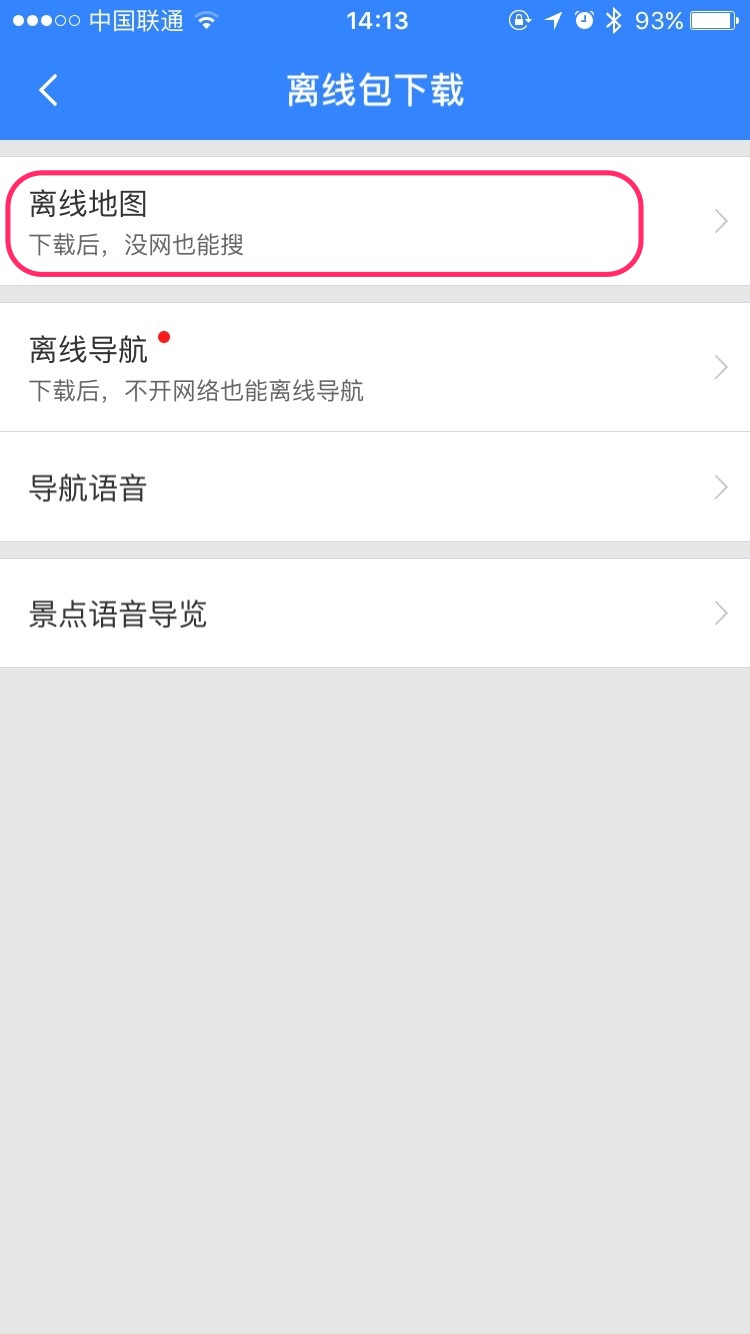 中国联通 14:13 93%
离线包下载
离线地图
下载后，没网也能搜
离线导航
下载后，不开网络也能离线导航
导航语音
景点语音导览